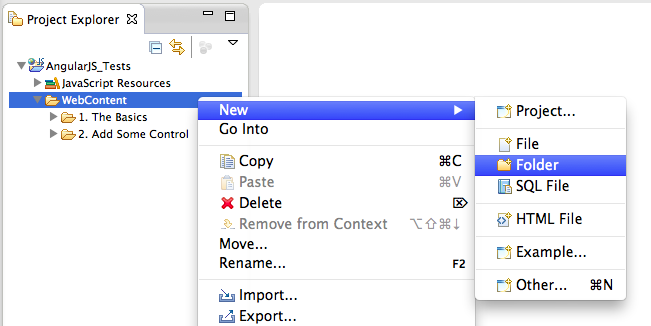 Project Explorer
AngularJS_Tests
JavaScript Resources
WebContent
1. The Basics
2. Add Some Control
New
Go Into
Copy ⌘C
Paste ⌘V
Delete ⌦
Remove from Context ⌥⇧⌘↓
Move...
Rename... F2
Import...
Export...
Project...
File
Folder
SQL File
HTML File
Example...
Other... ⌘N